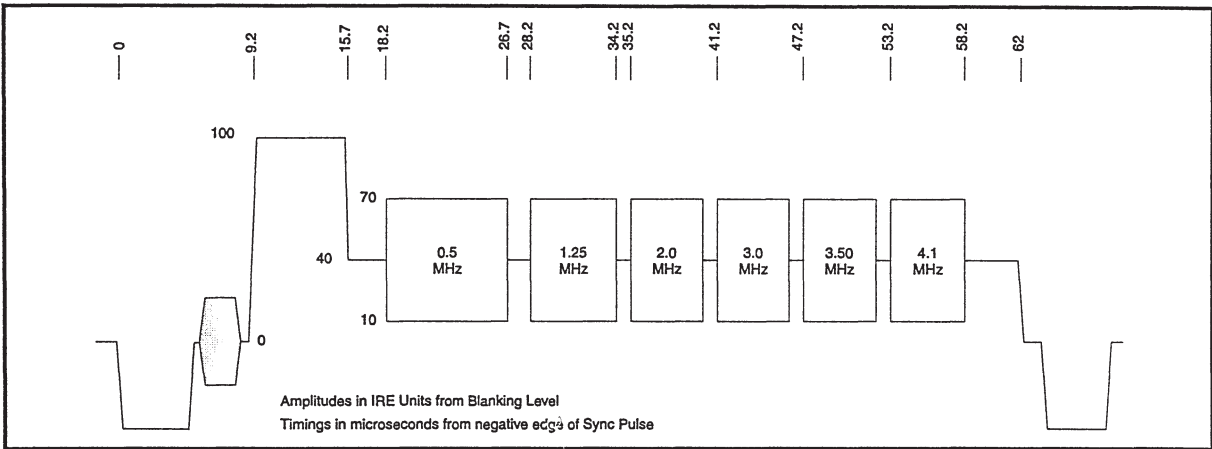 0 9.2 15.7 18.2 26.7 28.2 34.2 35.2 41.2 47.2 53.2 58.2 62
100
70
40
10
0
0.5
MHz
1.25
MHz
2.0
MHz
3.0
MHz
3.50
MHz
4.1
MHz
Amplitudes in IRE Units from Blanking Level
Timings in microseconds from negative edge of Sync Pulse